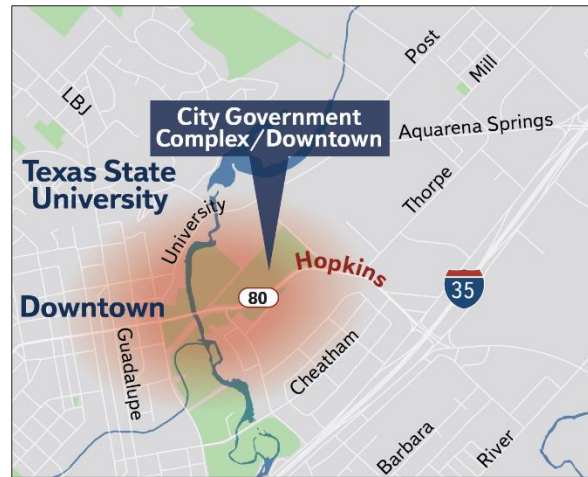 Post
Mill
LBJ
City Government
Complex/Downtown
Aquarena Springs
Texas State
University
Thorpe
University
Hopkins
35
80
Downtown
Guadalupe
Cheatham
Barbara
River